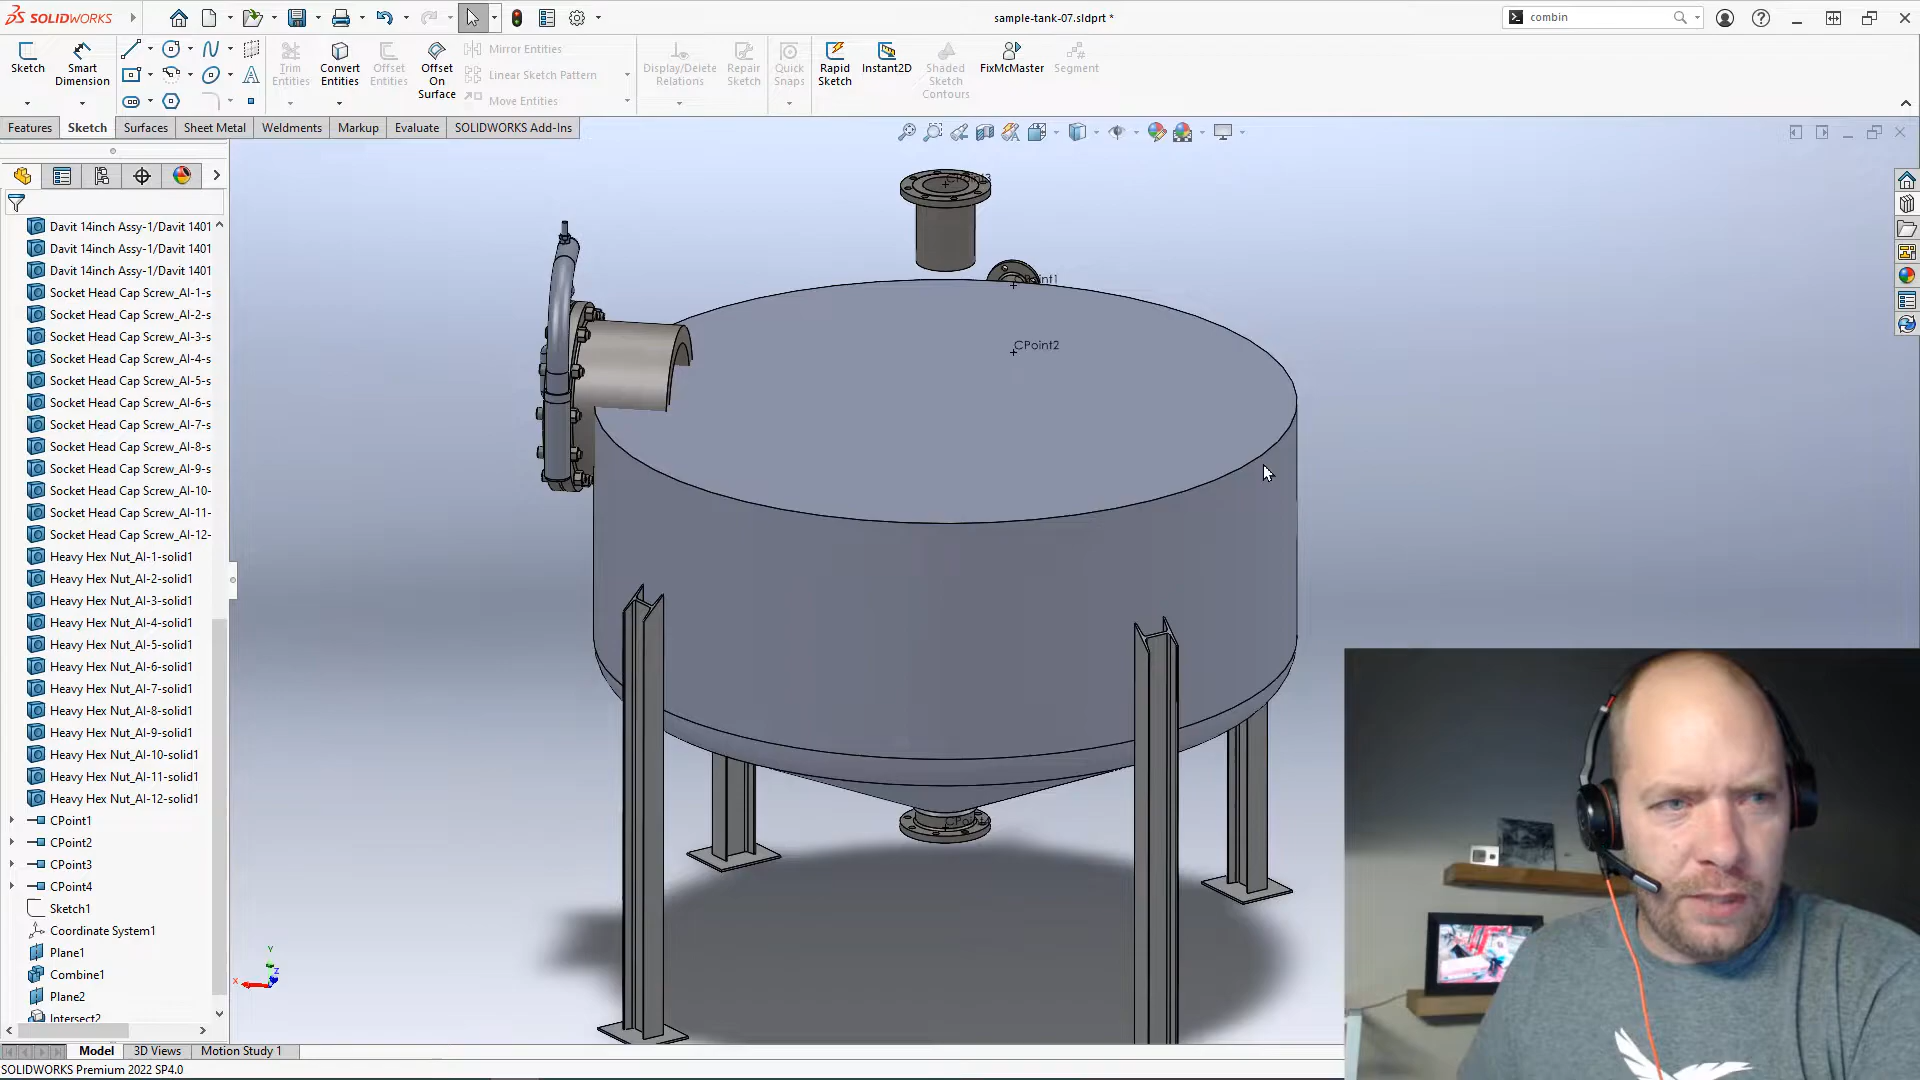 SOLIDWORKS
sample-tank-07.sldprt *
combin
Sketch
Smart
Dimension
Trim
Entities
Convert
Entities
Offset
Entities
Offset
On
Surface
Mirror Entities
Linear Sketch Pattern
Move Entities
Display/Delete
Relations
Repair
Sketch
Quick
Snaps
Rapid
Sketch
Instant2D
Shaded
Sketch
Contours
FixMcMaster
Segment
Features
Sketch
Surfaces
Sheet Metal
Weldments
Markup
Evaluate
SOLIDWORKS Add-Ins
Davit 14inch Assy-1/Davit 1401
Davit 14inch Assy-1/Davit 1401
Davit 14inch Assy-1/Davit 1401
Socket Head Cap Screw_AI-1-s
Socket Head Cap Screw_AI-2-s
Socket Head Cap Screw_AI-3-s
Socket Head Cap Screw_AI-4-s
Socket Head Cap Screw_AI-5-s
Socket Head Cap Screw_AI-6-s
Socket Head Cap Screw_AI-7-s
Socket Head Cap Screw_AI-8-s
Socket Head Cap Screw_AI-9-s
Socket Head Cap Screw_AI-10-
Socket Head Cap Screw_AI-11-
Socket Head Cap Screw_AI-12-
Heavy Hex Nut_AI-1-solid1
Heavy Hex Nut_AI-2-solid1
Heavy Hex Nut_AI-3-solid1
Heavy Hex Nut_AI-4-solid1
Heavy Hex Nut_AI-5-solid1
Heavy Hex Nut_AI-6-solid1
Heavy Hex Nut_AI-7-solid1
Heavy Hex Nut_AI-8-solid1
Heavy Hex Nut_AI-9-solid1
Heavy Hex Nut_AI-10-solid1
Heavy Hex Nut_AI-11-solid1
Heavy Hex Nut_AI-12-solid1
CPoint1
CPoint2
CPoint3
CPoint4
Sketch1
Coordinate System1
Plane1
Combine1
Plane2
Intersect2
CPoint3
CPoint1
CPoint2
Y
X
Z
Model
3D Views
Motion Study 1
SOLIDWORKS Premium 2022 SP4.0